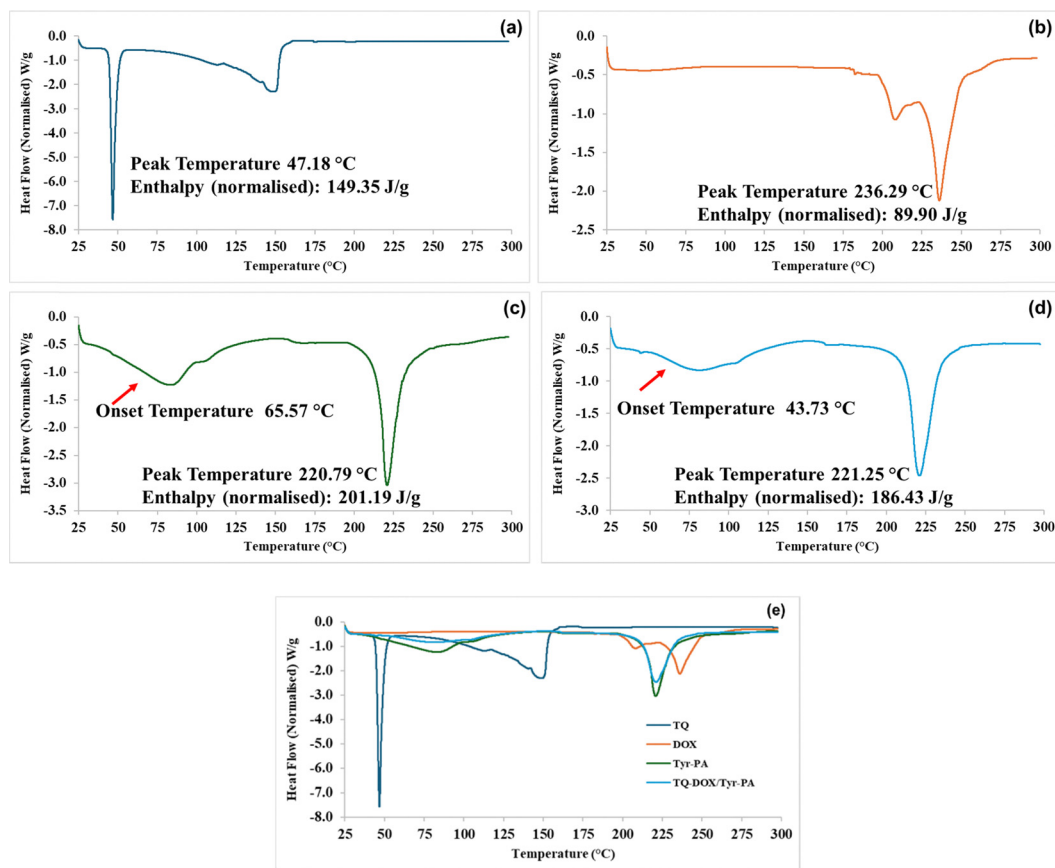 (a)
0.0
-1.0
-2.0
-3.0
-4.0
-5.0
-6.0
-7.0
-8.0
Heat Flow (Normalised) W/g
Peak Temperature 47.18 °C
Enthalpy (normalised): 149.35 J/g
25 50 75 100 125 150 175 200 225 250 275 300
Temperature (°C)
(b)
0.0
-0.5
-1.0
-1.5
-2.0
-2.5
Heat Flow (Normalised) W/g
Peak Temperature 236.29 °C
Enthalpy (normalised): 89.90 J/g
25 50 75 100 125 150 175 200 225 250 275 300
Temperature (°C)
(c)
0.0
-0.5
-1.0
-1.5
-2.0
-2.5
-3.0
-3.5
Heat Flow (Normalised) W/g
Onset Temperature 65.57 °C
Peak Temperature 220.79 °C
Enthalpy (normalised): 201.19 J/g
25 50 75 100 125 150 175 200 225 250 275 300
Temperature (°C)
(d)
0.0
-0.5
-1.0
-1.5
-2.0
-2.5
-3.0
-3.5
Heat Flow (Normalised) W/g
Onset Temperature 43.73 °C
Peak Temperature 221.25 °C
Enthalpy (normalised): 186.43 J/g
25 50 75 100 125 150 175 200 225 250 275 300
Temperature (°C)
(e)
0.0
-1.0
-2.0
-3.0
-4.0
-5.0
-6.0
-7.0
-8.0
Heat Flow (Normalised) W/g
TQ
DOX
Tyr-PA
TQ-DOX/Tyr-PA
25 50 75 100 125 150 175 200 225 250 275 300
Temperature (°C)